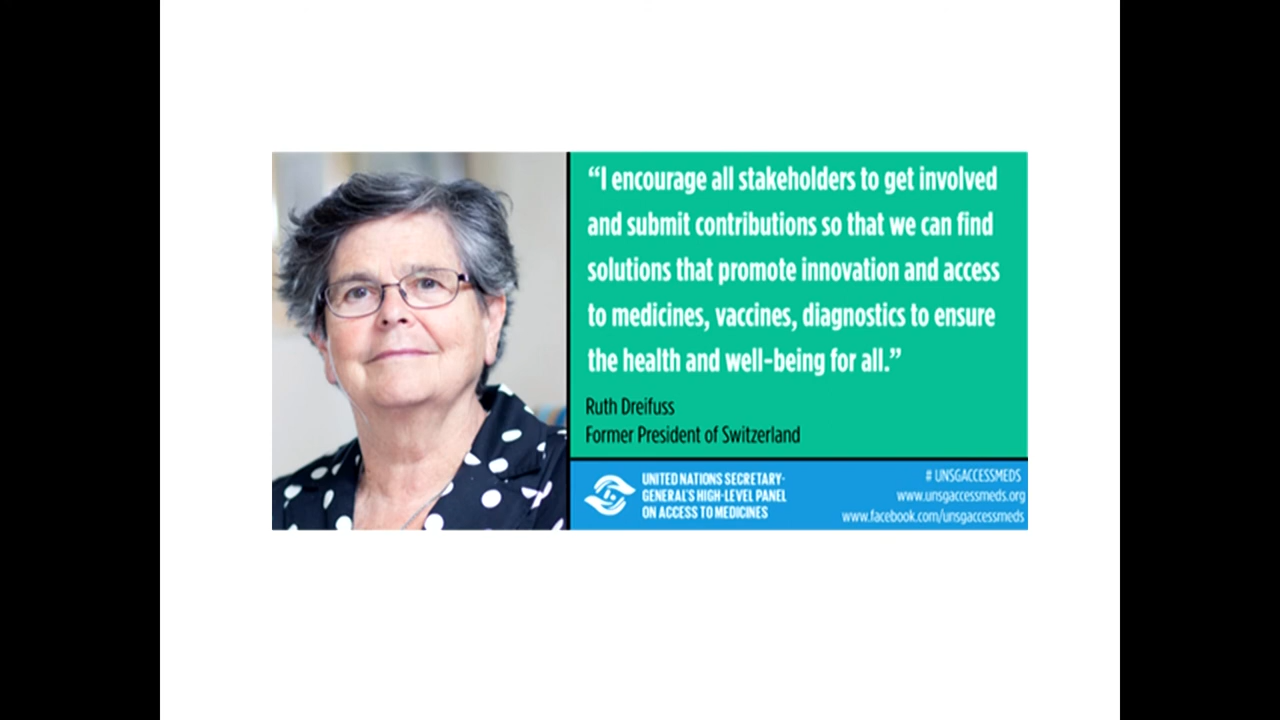 “I encourage all stakeholders to get involved
and submit contributions so that we can find
solutions that promote innovation and access
to medicines, vaccines, diagnostics to ensure
the health and well-being for all.”
Ruth Dreifuss
Former President of Switzerland
UNITED NATIONS SECRETARY-
GENERAL'S HIGH-LEVEL PANEL
ON ACCESS TO MEDICINES
# UNSGACCESSMEDS
www.unsgaccessmeds.org
www.facebook.com/unsgaccessmeds